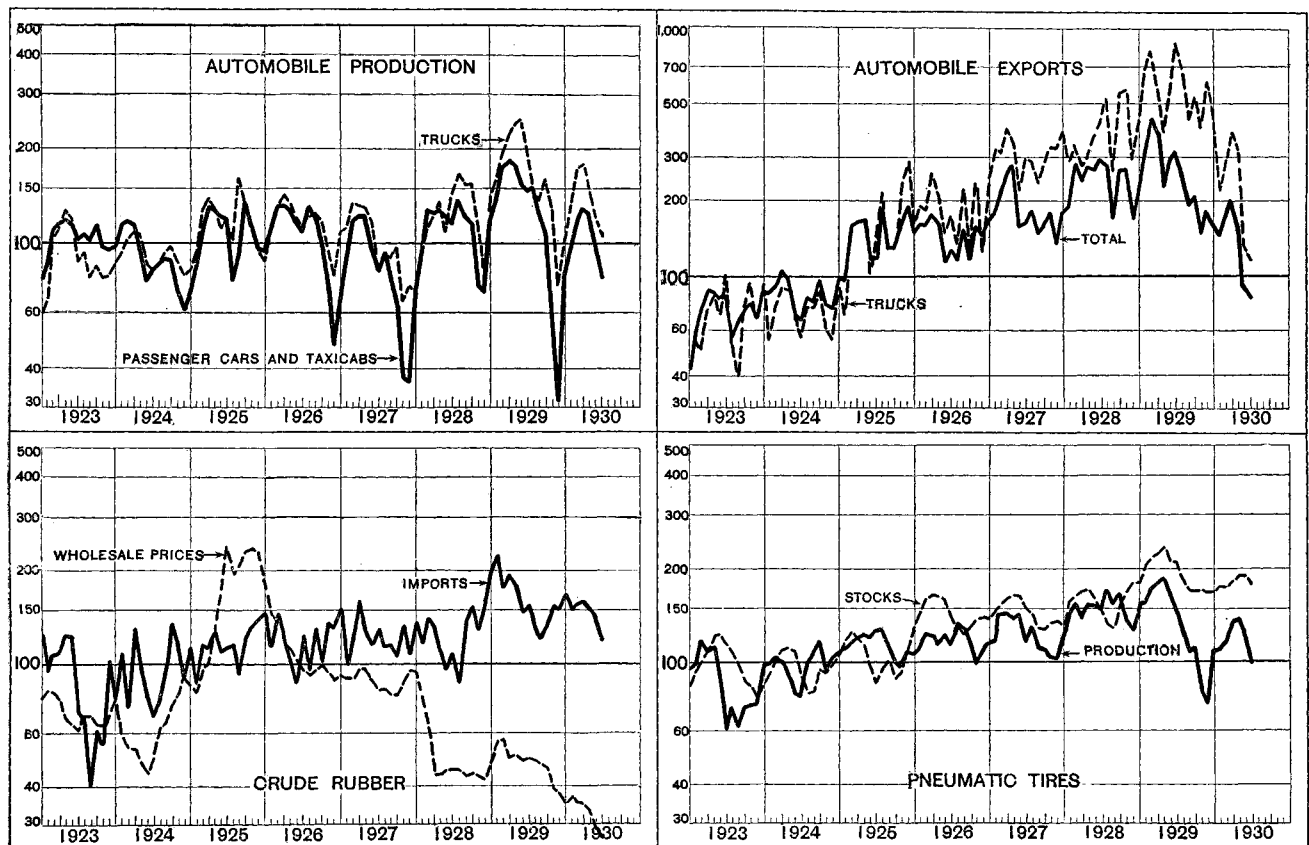 500
400
300
200
150
100
60
40
30
AUTOMOBILE PRODUCTION
TRUCKS
PASSENGER CARS AND TAXICABS
1923 1924 1925 1926 1927 1928 1929 1930
1,000
700
500
300
200
100
60
40
30
AUTOMOBILE EXPORTS
TOTAL
TRUCKS
1923 1924 1925 1926 1927 1928 1929 1930
500
400
300
200
150
100
60
40
30
WHOLESALE PRICES
IMPORTS
CRUDE RUBBER
1923 1924 1925 1926 1927 1928 1929 1930
500
400
300
200
150
100
60
40
30
STOCKS
PRODUCTION
PNEUMATIC TIRES
1923 1924 1925 1926 1927 1928 1929 1930